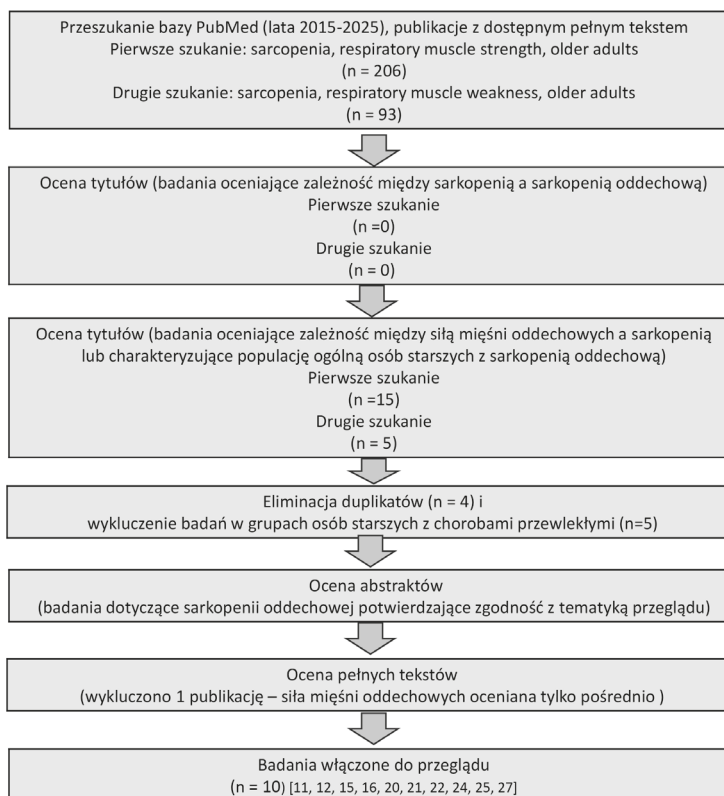 Przeszukanie bazy PubMed (lata 2015-2025), publikacje z dostępnym pełnym tekstem
Pierwsze szukanie: sarcopenia, respiratory muscle strength, older adults
(n = 206)
Drugie szukanie: sarcopenia, respiratory muscle weakness, older adults
(n = 93)
Ocena tytułów (badania oceniające zależność między sarkopenią a sarkopenią oddechową)
Pierwsze szukanie
(n =0)
Drugie szukanie
(n = 0)
Ocena tytułów (badania oceniające zależność między siłą mięśni oddechowych a sarkopenią
lub charakteryzujące populację ogólną osób starszych z sarkopenią oddechową)
Pierwsze szukanie
(n =15)
Drugie szukanie
(n = 5)
Eliminacja duplikatów (n = 4) i
wykluczenie badań w grupach osób starszych z chorobami przewlekłymi (n=5)
Ocena abstraktów
(badania dotyczące sarkopenii oddechowej potwierdzające zgodność z tematyką przeglądu)
Ocena pełnych tekstów
(wykluczono 1 publikację – siła mięśni oddechowych oceniana tylko pośrednio )
Badania włączone do przeglądu
(n = 10) [11, 12, 15, 16, 20, 21, 22, 24, 25, 27]